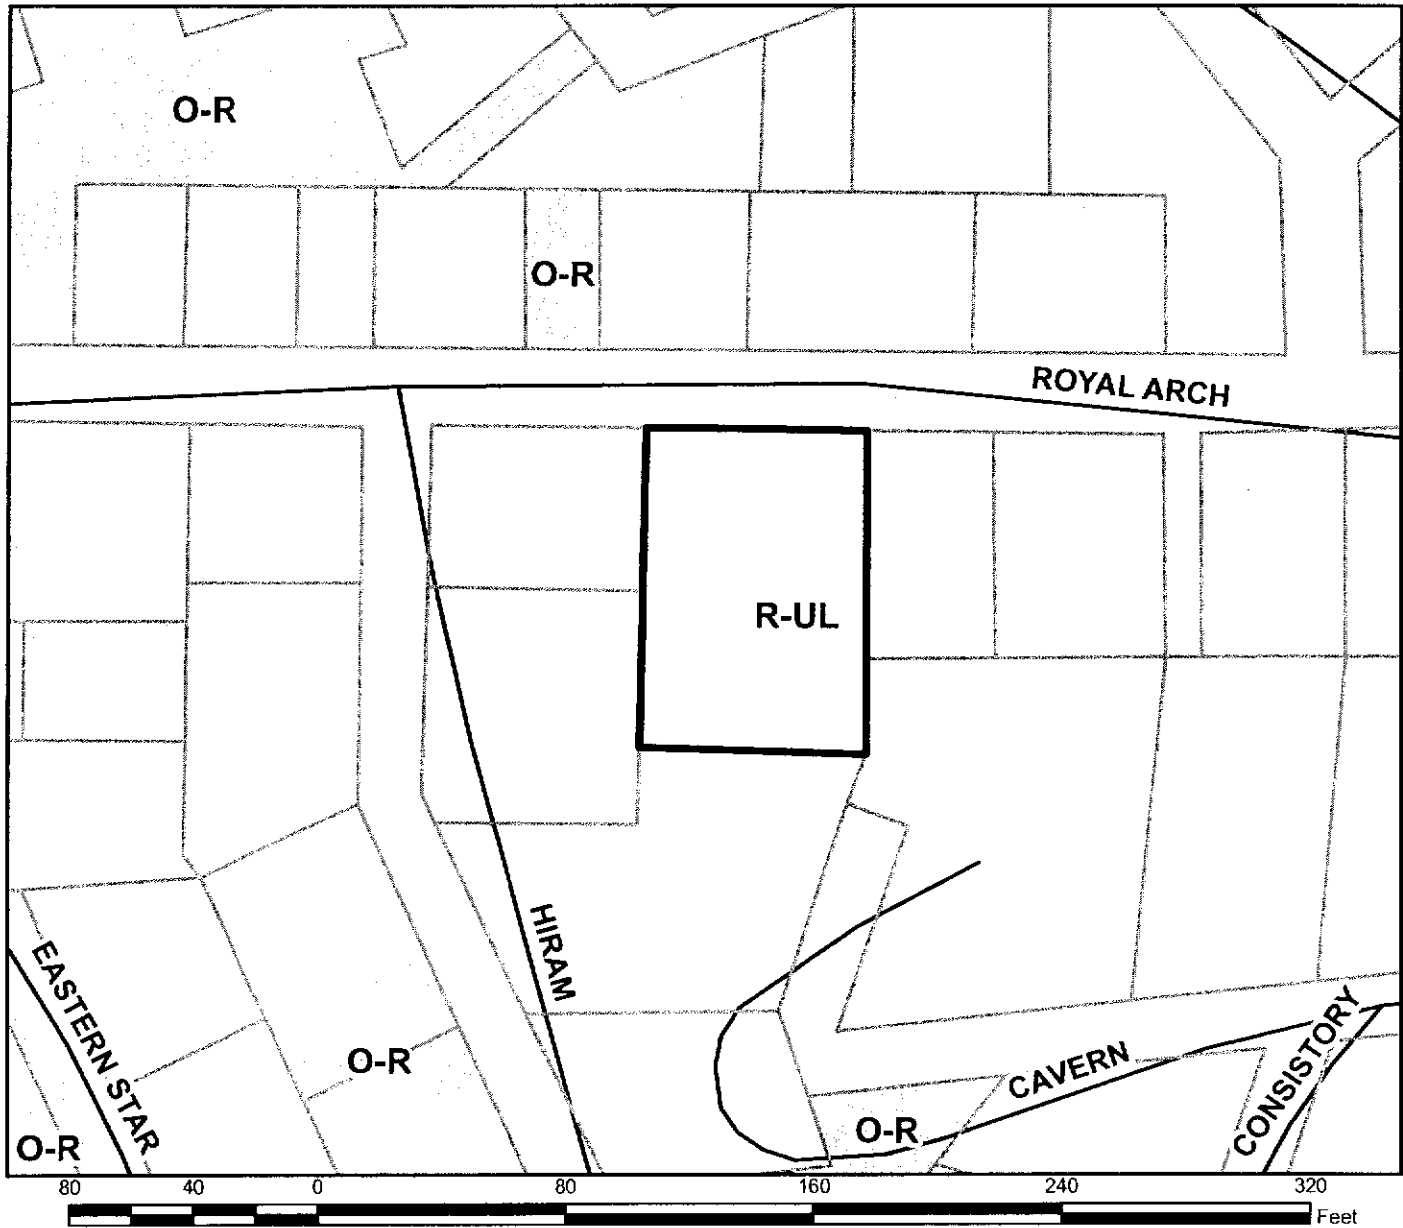 O-R
O-R
ROYAL ARCH
R-UL
HIRAM
EASTERN STAR
O-R
CAVERN
CONSISTORY
O-R
O-R
80 40 0 80 160 240 320
Feet